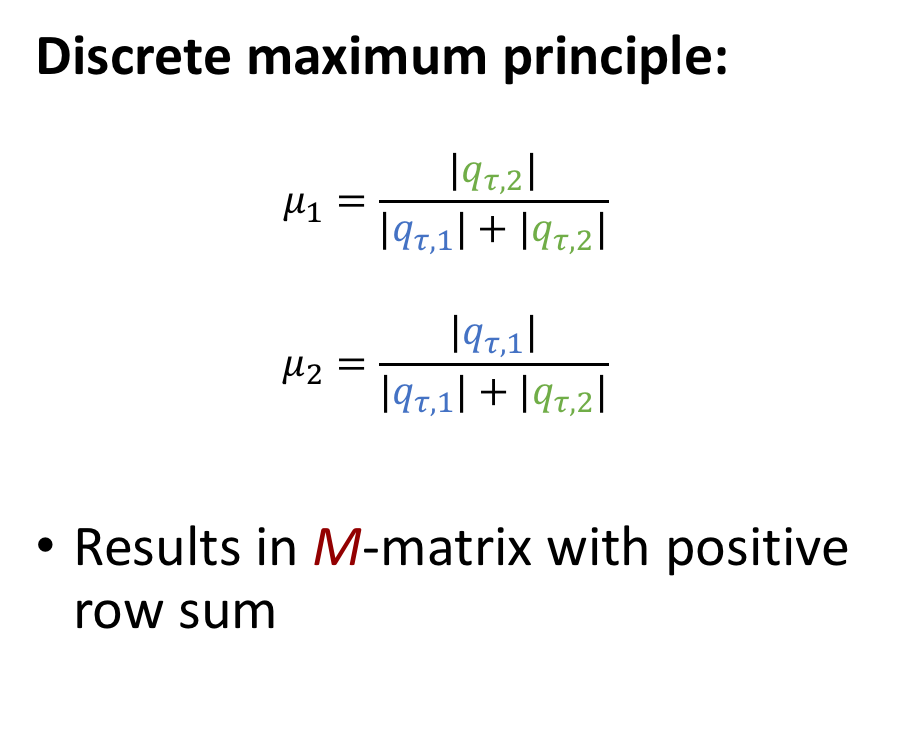 Discrete maximum principle:
μ₁ = |q_τ,2| / (|q_τ,1| + |q_τ,2|)
μ₂ = |q_τ,1| / (|q_τ,1| + |q_τ,2|)
• Results in M-matrix with positive
row sum